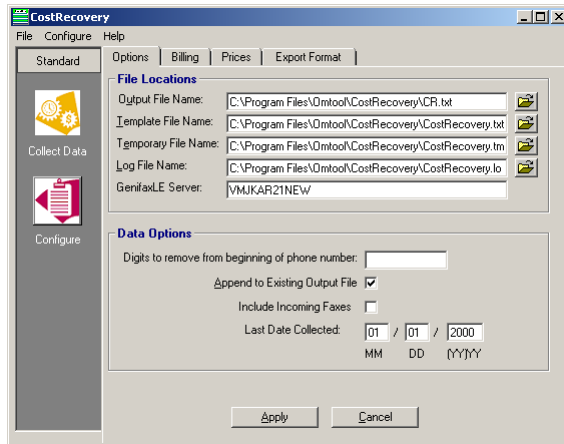 CostRecovery
File Configure Help
Standard
Options Billing Prices Export Format
File Locations
Output File Name: C:\Program Files\Omtool\CostRecovery\CR.txt
Template File Name: C:\Program Files\Omtool\CostRecovery\CostRecovery.txt
Temporary File Name: C:\Program Files\Omtool\CostRecovery\CostRecovery.tm
Log File Name: C:\Program Files\Omtool\CostRecovery\CostRecovery.lo
GenifaxLE Server: VMJKAR21NEW
Collect Data
Configure
Data Options
Digits to remove from beginning of phone number:
Append to Existing Output File
Include Incoming Faxes
Last Date Collected: 01 / 01 / 2000
MM DD (YY)YY
Apply Cancel